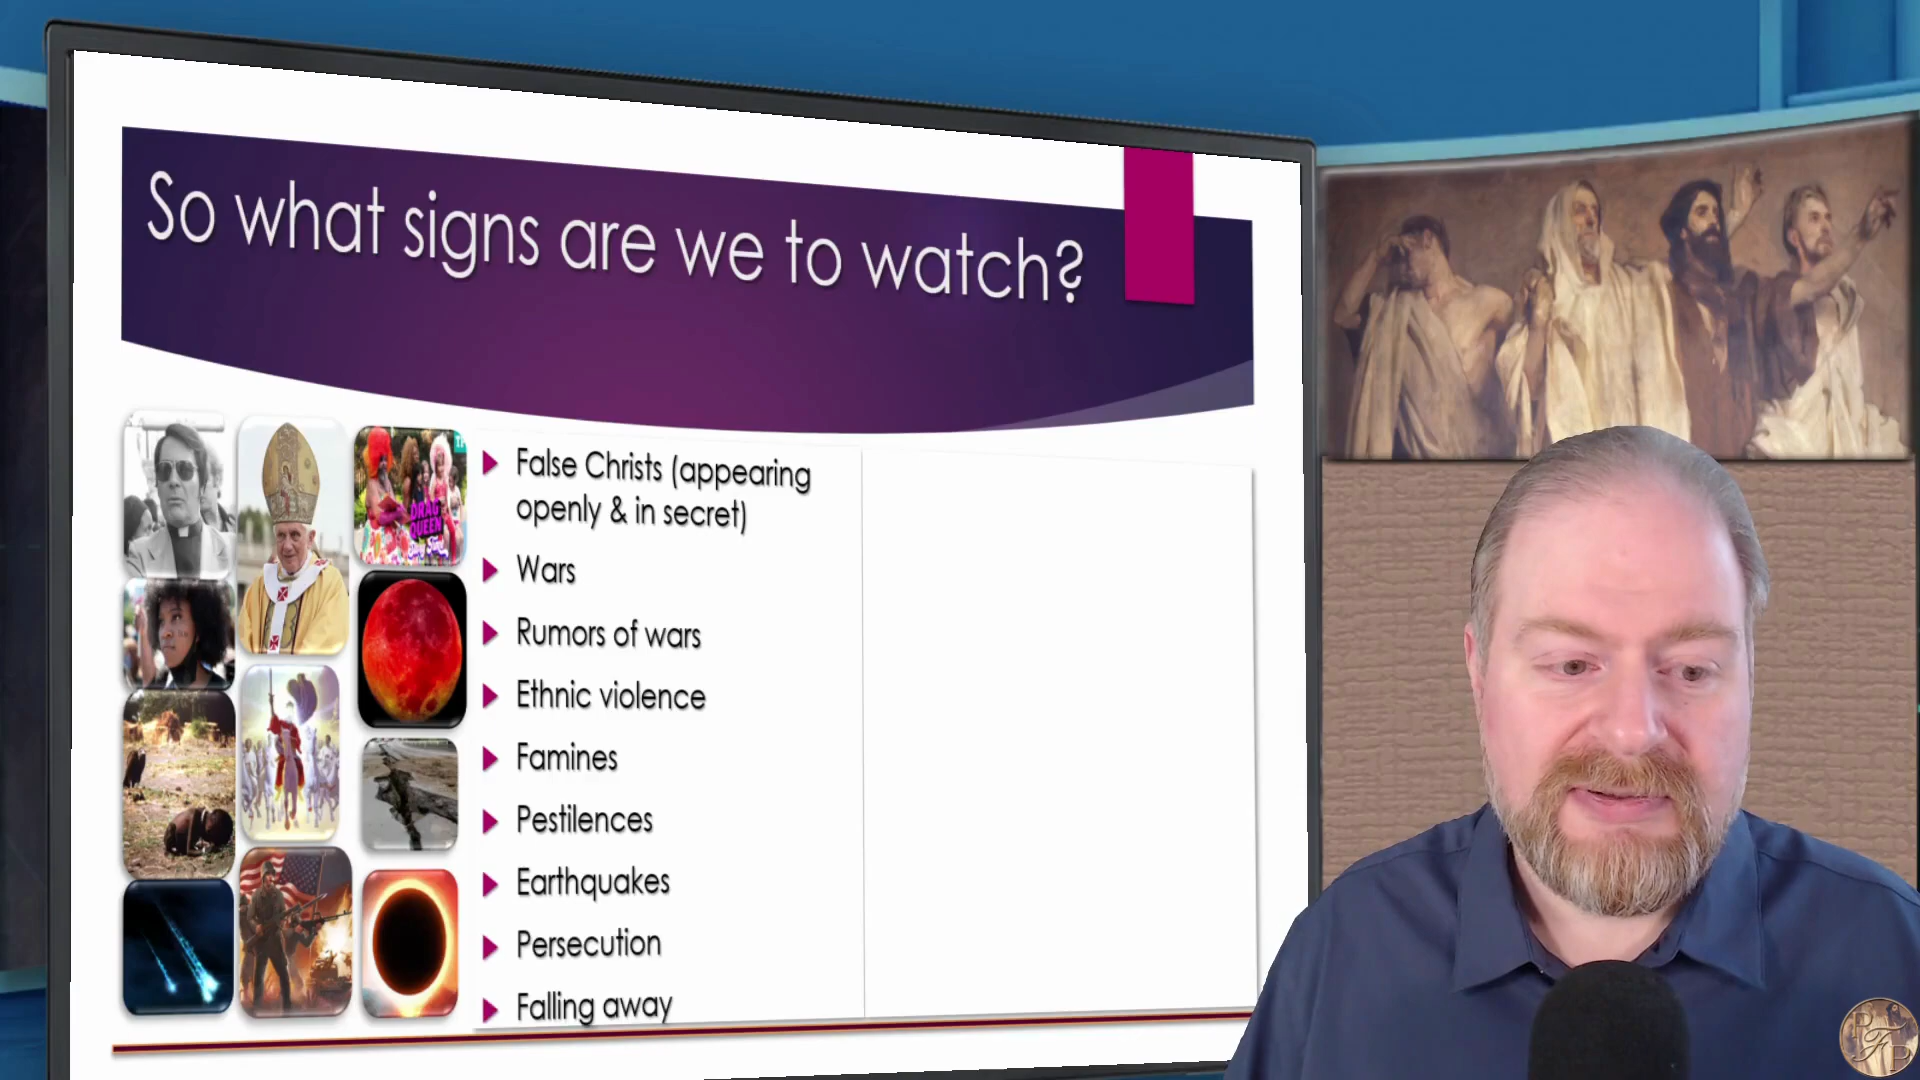 So what signs are we to watch?
DRAG
QUEEN
False Christs (appearing
openly & in secret)
Wars
Rumors of wars
Ethnic violence
Famines
Pestilences
Earthquakes
Persecution
Falling away
P F P